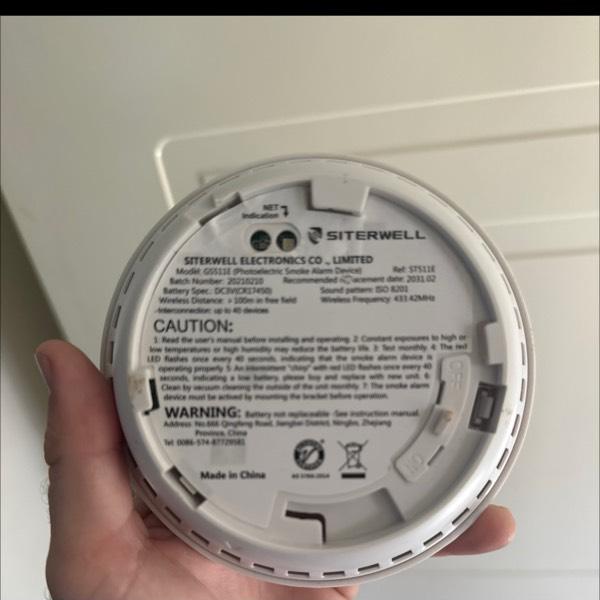 NET
Indication
SITERWELL
SITERWELL ELECTRONICS CO., LIMITED
Model: GS511E (Photoelectric Smoke Alarm Device) Ref: ST511E
Batch Number: 20210210 Recommended replacement date: 2031.02
Battery Spec.: DC3V(CR17450) Sound pattern: ISO 8201
Wireless Distance: >100m in free field Wireless Frequency: 433.42MHz
Interconnection: up to 40 devices
CAUTION:
1: Read the user's manual before installing and operating. 2: Constant exposures to high or
low temperatures or high humidity may reduce the battery life. 3: Test monthly. 4: The red
LED flashes once every 40 seconds, indicating that the smoke alarm device is
operating properly. 5: An intermittent "chirp" with red LED flashes once every 40
seconds, indicating a low battery, please buy and replace with new unit. 6:
Clean by vacuum cleaning the outside of the unit monthly. 7: The smoke alarm
device must be actived by mounting the bracket before operation.
WARNING: Battery not replaceable -See instruction manual.
Address: No.666 Qingfeng Road, Jiangbei District, Ningbo, Zhejiang
Province, China
Tel: 0086-574-87729581
Made in China
AS 3786:2014
OFF